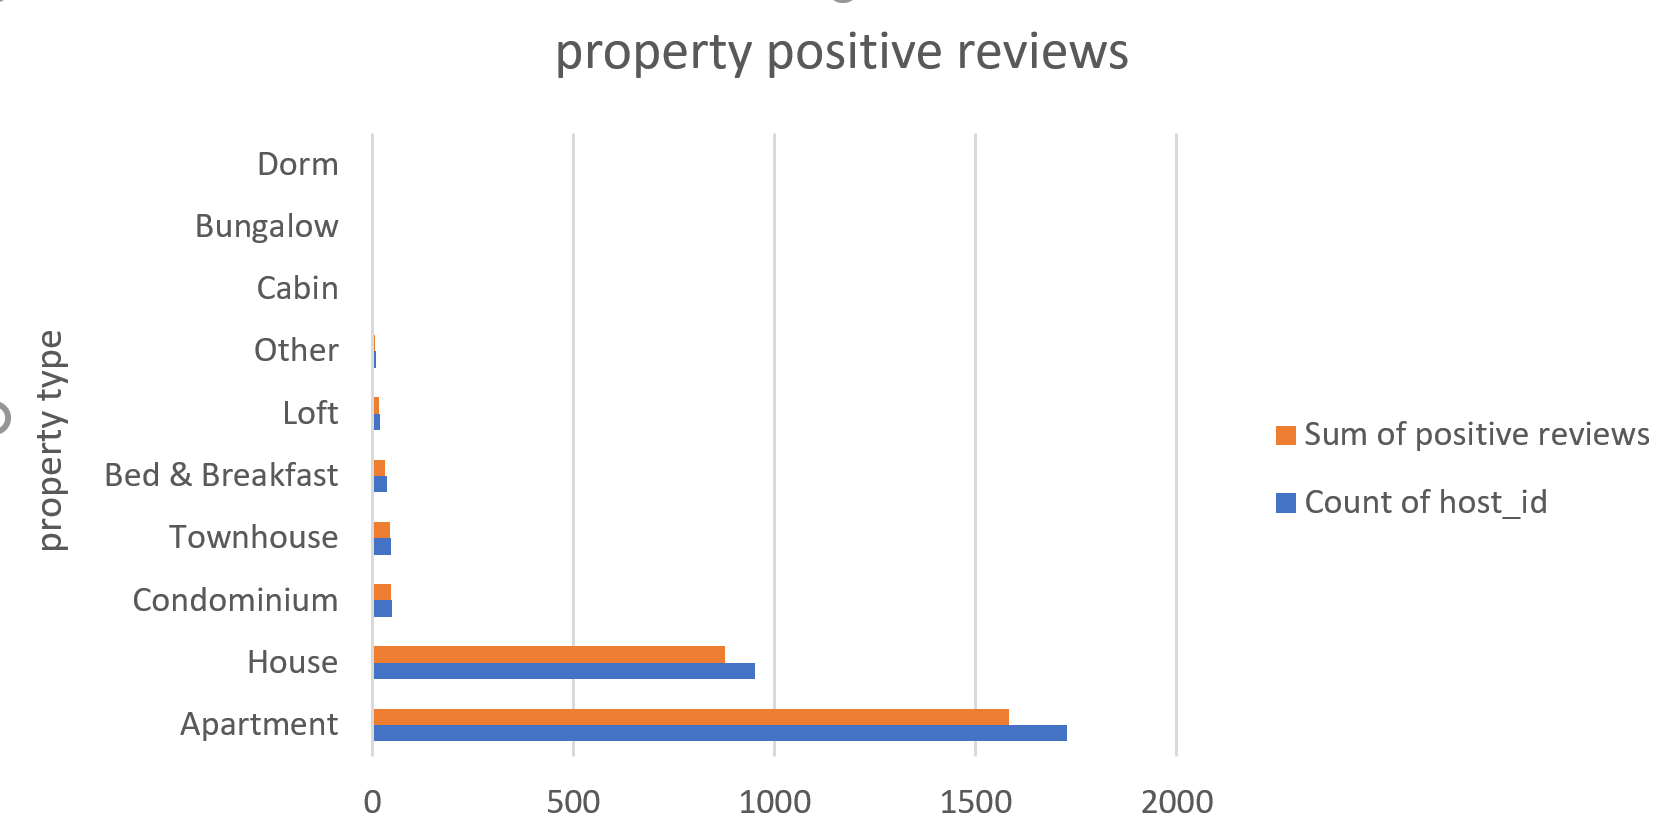 property positive reviews
Dorm
Bungalow
Cabin
Other
Loft
Bed & Breakfast
Townhouse
Condominium
House
Apartment
property type
0 500 1000 1500 2000
Sum of positive reviews
Count of host_id